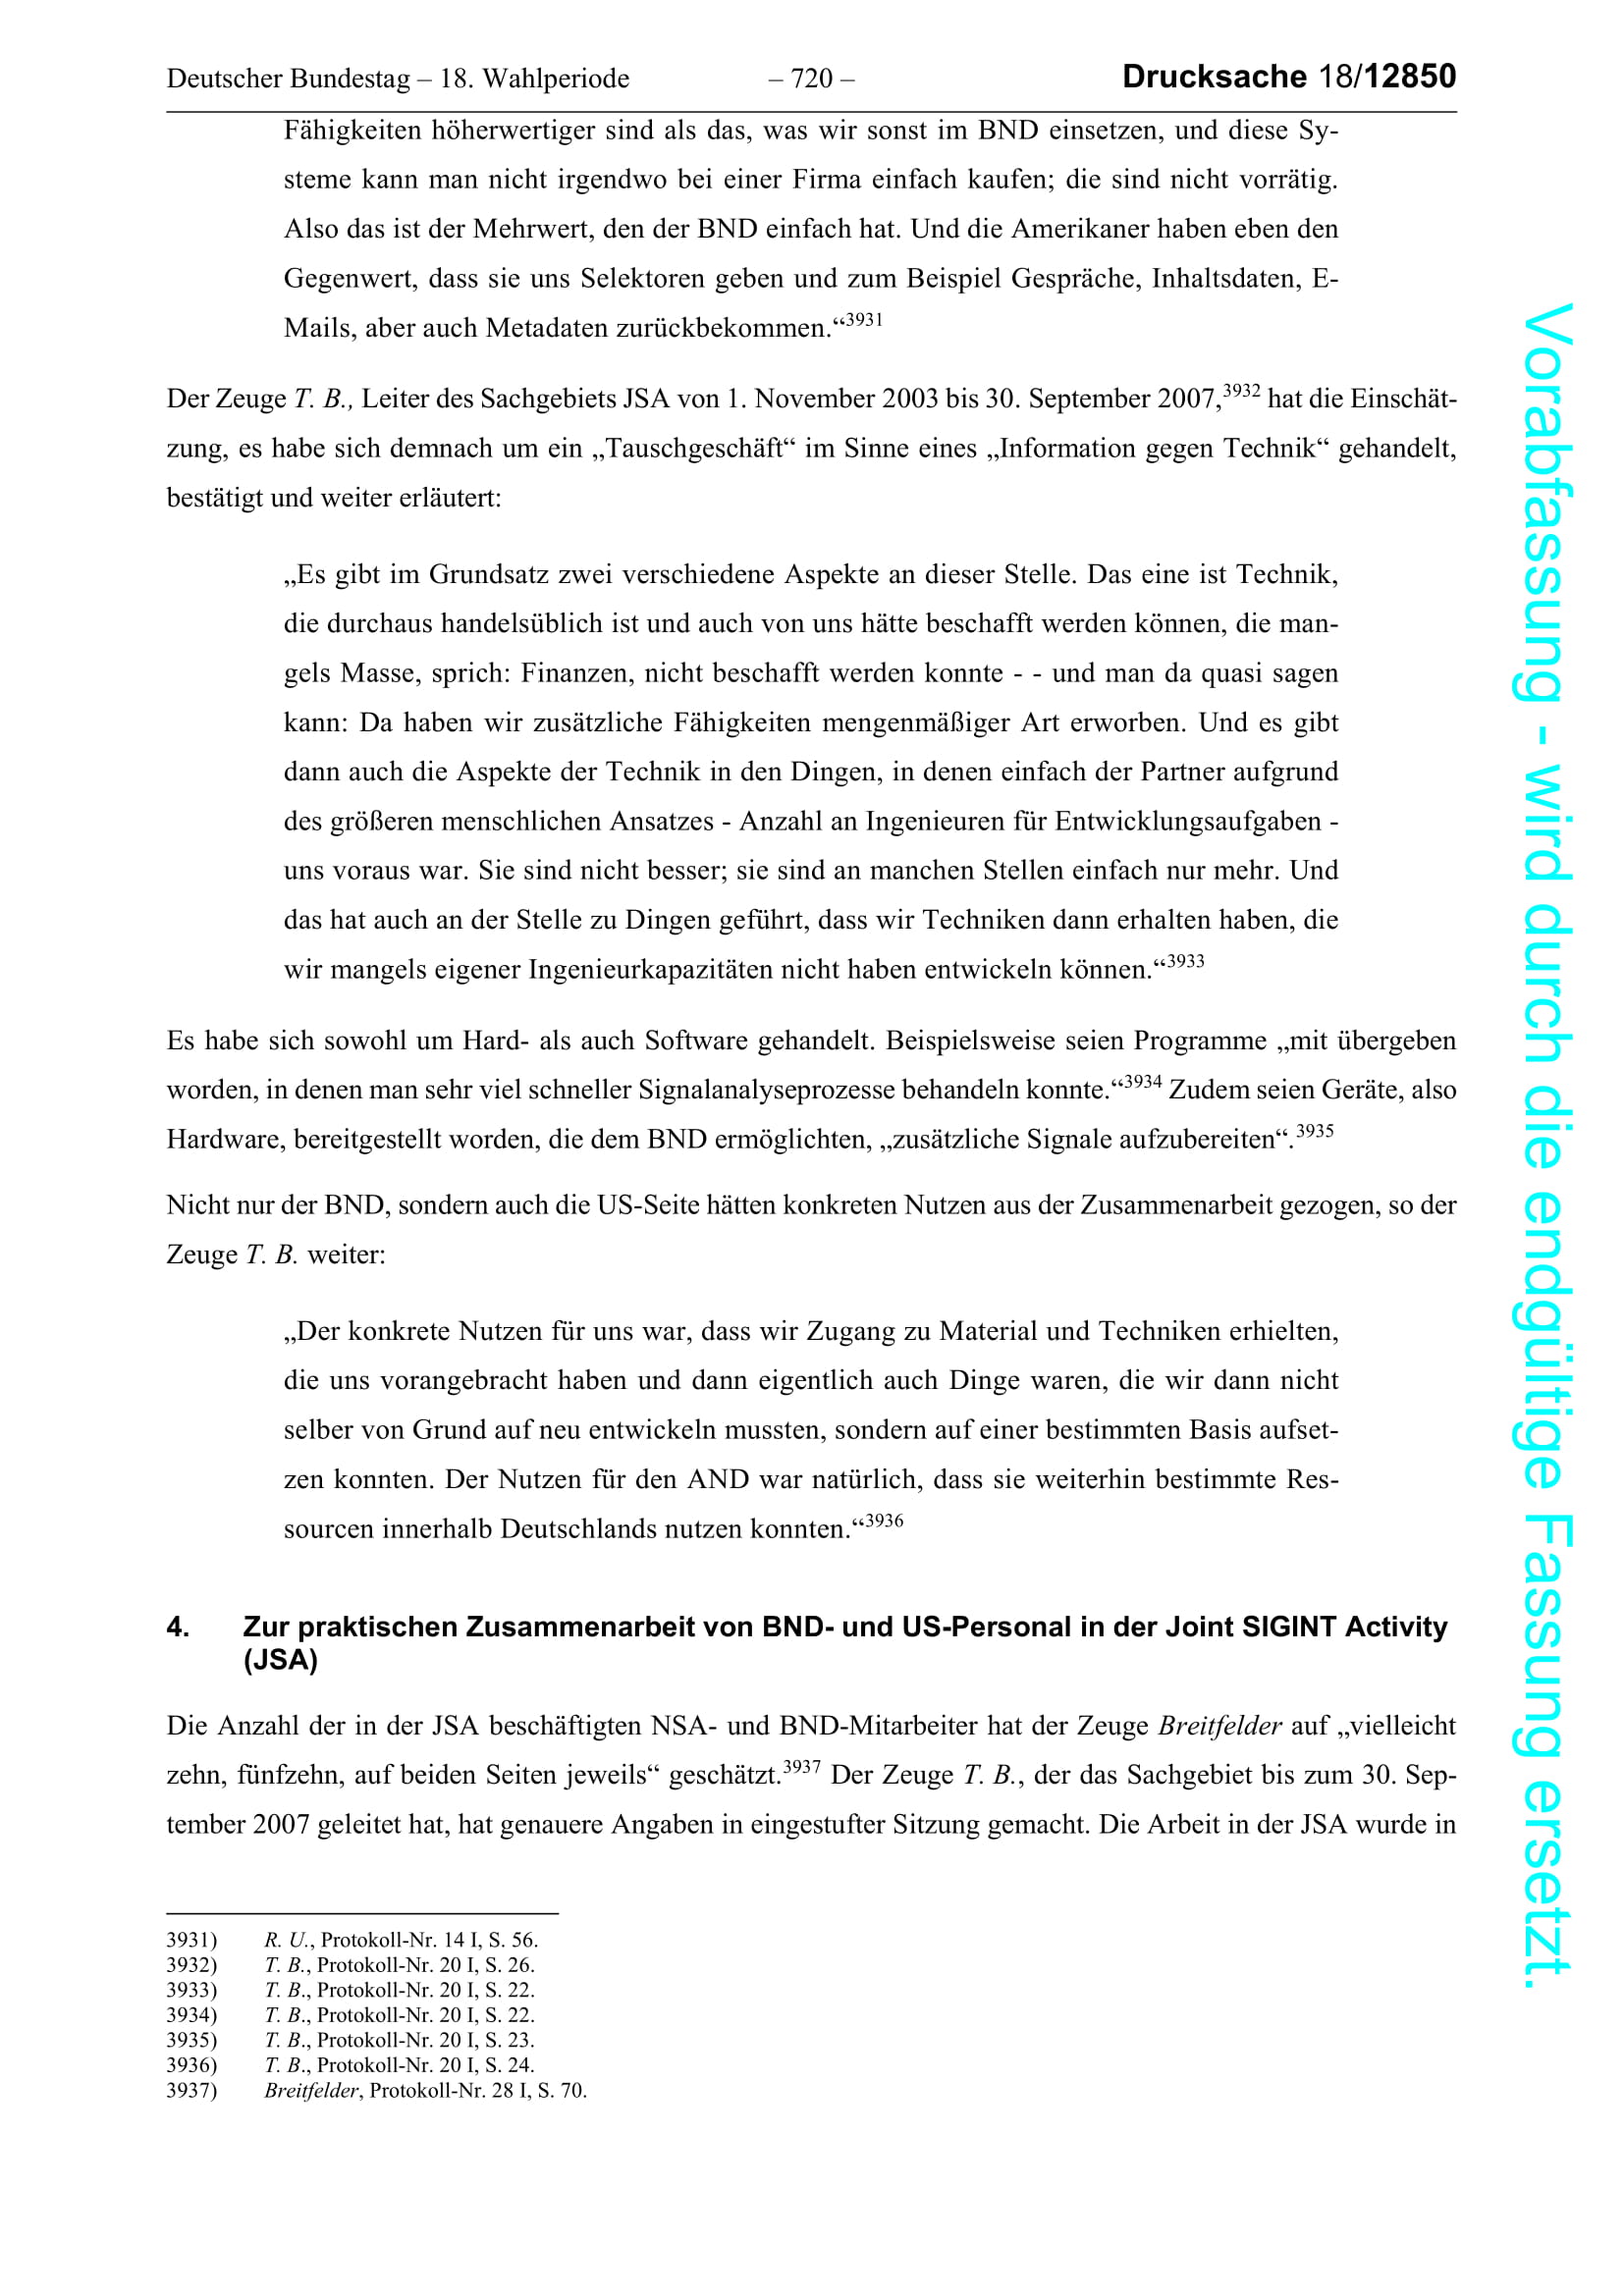 Deutscher Bundestag – 18. Wahlperiode – 720 – Drucksache 18/12850
Fähigkeiten höherwertiger sind als das, was wir sonst im BND einsetzen, und diese Sy-
steme kann man nicht irgendwo bei einer Firma einfach kaufen; die sind nicht vorrätig.
Also das ist der Mehrwert, den der BND einfach hat. Und die Amerikaner haben eben den
Gegenwert, dass sie uns Selektoren geben und zum Beispiel Gespräche, Inhaltsdaten, E-
Mails, aber auch Metadaten zurückbekommen.“3931
Der Zeuge T. B., Leiter des Sachgebiets JSA von 1. November 2003 bis 30. September 2007,3932 hat die Einschät-
zung, es habe sich demnach um ein „Tauschgeschäft“ im Sinne eines „Information gegen Technik“ gehandelt,
bestätigt und weiter erläutert:
„Es gibt im Grundsatz zwei verschiedene Aspekte an dieser Stelle. Das eine ist Technik,
die durchaus handelsüblich ist und auch von uns hätte beschafft werden können, die man-
gels Masse, sprich: Finanzen, nicht beschafft werden konnte - - und man da quasi sagen
kann: Da haben wir zusätzliche Fähigkeiten mengenmäßiger Art erworben. Und es gibt
dann auch die Aspekte der Technik in den Dingen, in denen einfach der Partner aufgrund
des größeren menschlichen Ansatzes - Anzahl an Ingenieuren für Entwicklungsaufgaben -
uns voraus war. Sie sind nicht besser; sie sind an manchen Stellen einfach nur mehr. Und
das hat auch an der Stelle zu Dingen geführt, dass wir Techniken dann erhalten haben, die
wir mangels eigener Ingenieurkapazitäten nicht haben entwickeln können.“3933
Es habe sich sowohl um Hard- als auch Software gehandelt. Beispielsweise seien Programme „mit übergeben
worden, in denen man sehr viel schneller Signalanalyseprozesse behandeln konnte.“3934 Zudem seien Geräte, also
Hardware, bereitgestellt worden, die dem BND ermöglichten, „zusätzliche Signale aufzubereiten“.3935
Nicht nur der BND, sondern auch die US-Seite hätten konkreten Nutzen aus der Zusammenarbeit gezogen, so der
Zeuge T. B. weiter:
„Der konkrete Nutzen für uns war, dass wir Zugang zu Material und Techniken erhielten,
die uns vorangebracht haben und dann eigentlich auch Dinge waren, die wir dann nicht
selber von Grund auf neu entwickeln mussten, sondern auf einer bestimmten Basis aufset-
zen konnten. Der Nutzen für den AND war natürlich, dass sie weiterhin bestimmte Res-
sourcen innerhalb Deutschlands nutzen konnten.“3936
4. Zur praktischen Zusammenarbeit von BND- und US-Personal in der Joint SIGINT Activity
(JSA)
Die Anzahl der in der JSA beschäftigten NSA- und BND-Mitarbeiter hat der Zeuge Breitfelder auf „vielleicht
zehn, fünfzehn, auf beiden Seiten jeweils“ geschätzt.3937 Der Zeuge T. B., der das Sachgebiet bis zum 30. Sep-
tember 2007 geleitet hat, hat genauere Angaben in eingestufter Sitzung gemacht. Die Arbeit in der JSA wurde in
3931) R. U., Protokoll-Nr. 14 I, S. 56.
3932) T. B., Protokoll-Nr. 20 I, S. 26.
3933) T. B., Protokoll-Nr. 20 I, S. 22.
3934) T. B., Protokoll-Nr. 20 I, S. 22.
3935) T. B., Protokoll-Nr. 20 I, S. 23.
3936) T. B., Protokoll-Nr. 20 I, S. 24.
3937) Breitfelder, Protokoll-Nr. 28 I, S. 70.
Vorabfassung - wird durch die endgültige Fassung ersetzt.